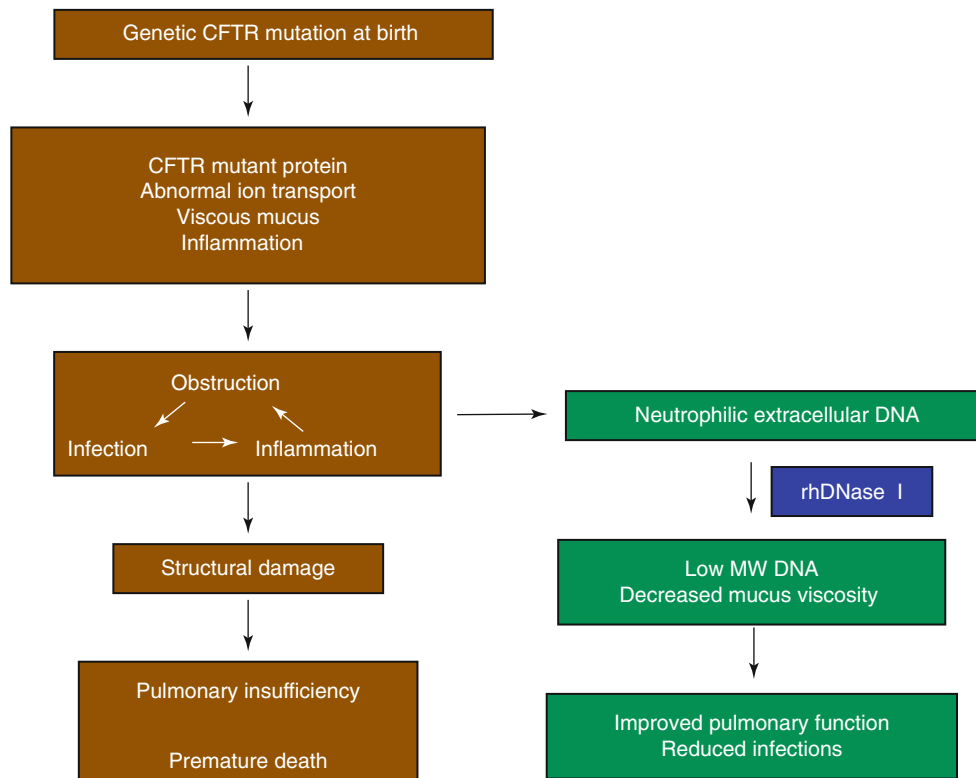 Genetic CFTR mutation at birth
CFTR mutant protein
Abnormal ion transport
Viscous mucus
Inflammation
Obstruction
Infection
Inflammation
Structural damage
Pulmonary insufficiency
Premature death
Neutrophilic extracellular DNA
rhDNase I
Low MW DNA
Decreased mucus viscosity
Improved pulmonary function
Reduced infections